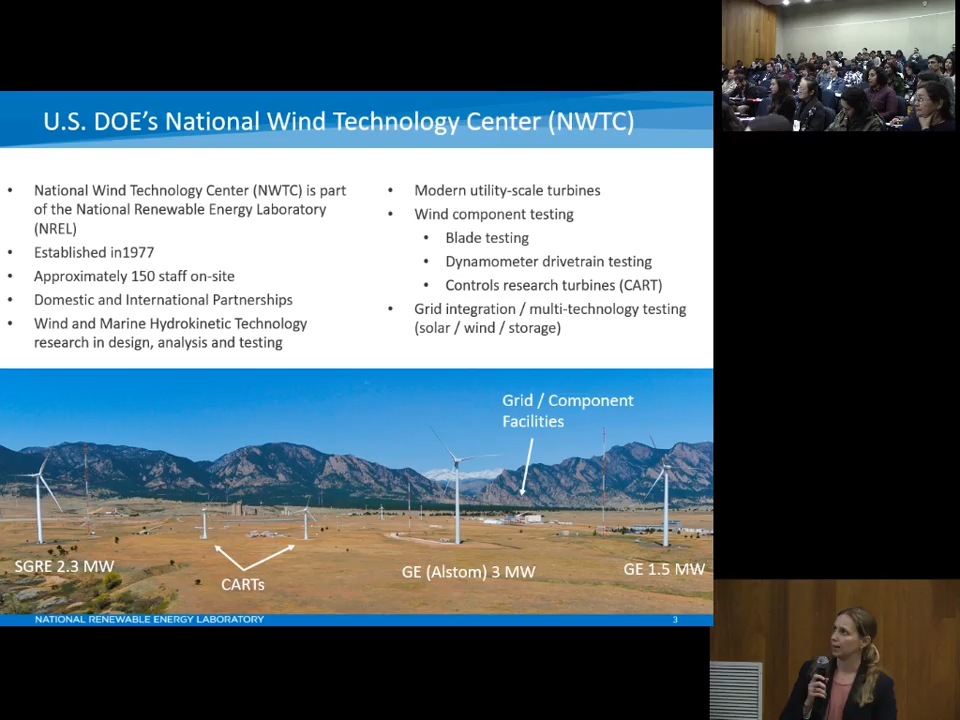 U.S. DOE's National Wind Technology Center (NWTC)
• National Wind Technology Center (NWTC) is part
of the National Renewable Energy Laboratory
(NREL)
• Established in1977
• Approximately 150 staff on-site
• Domestic and International Partnerships
• Wind and Marine Hydrokinetic Technology
research in design, analysis and testing
• Modern utility-scale turbines
• Wind component testing
• Blade testing
• Dynamometer drivetrain testing
• Controls research turbines (CART)
• Grid integration / multi-technology testing
(solar / wind / storage)
Grid / Component
Facilities
SGRE 2.3 MW
CARTs
GE (Alstom) 3 MW
GE 1.5 MW
NATIONAL RENEWABLE ENERGY LABORATORY
3